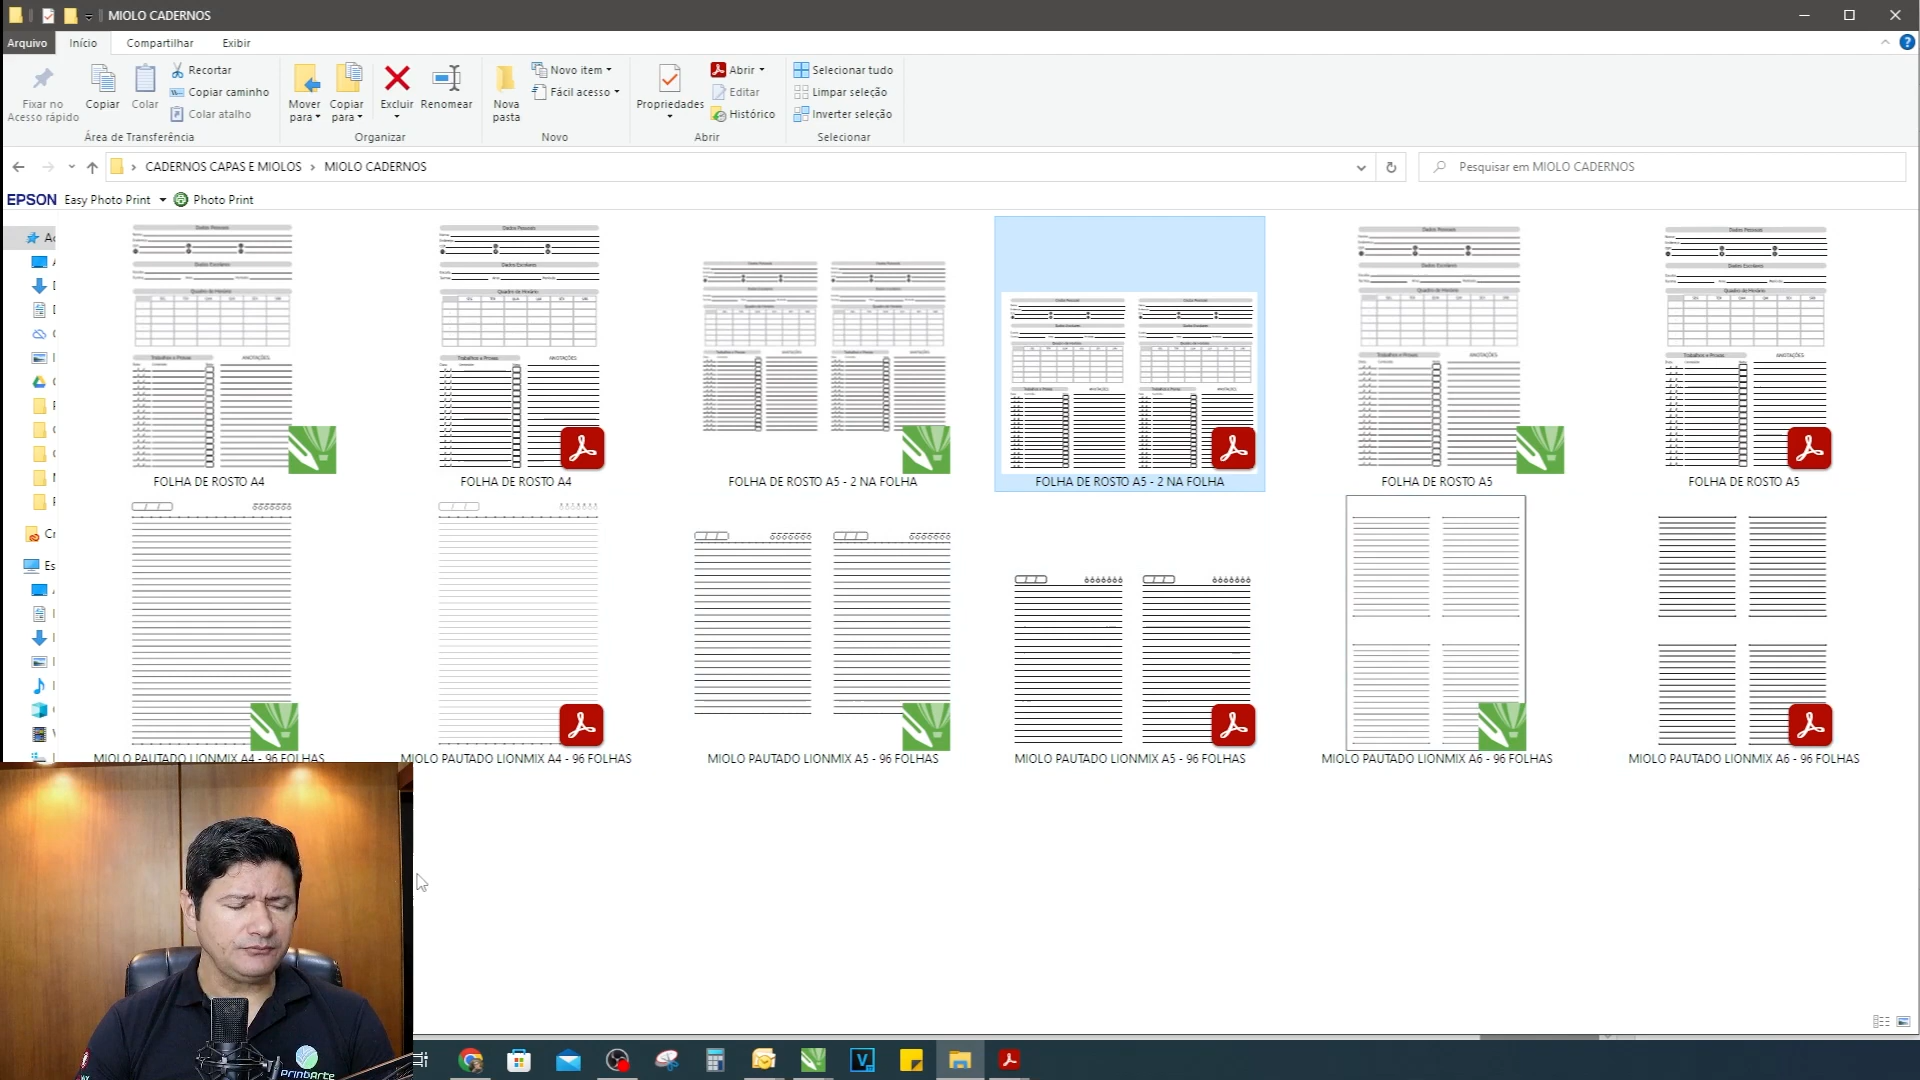 MIOLO CADERNOS
Arquivo
Início
Compartilhar
Exibir
Fixar no
Acesso rápido
Copiar
Colar
Recortar
Copiar caminho
Colar atalho
Mover
para
Copiar
para
Excluir
Renomear
Nova
pasta
Novo item
Fácil acesso
Propriedades
Abrir
Editar
Histórico
Selecionar tudo
Limpar seleção
Inverter seleção
Área de Transferência
Organizar
Novo
Abrir
Selecionar
CADERNOS CAPAS E MIOLOS
MIOLO CADERNOS
Pesquisar em MIOLO CADERNOS
EPSON
Easy Photo Print
Photo Print
FOLHA DE ROSTO A4
FOLHA DE ROSTO A4
FOLHA DE ROSTO A5 - 2 NA FOLHA
FOLHA DE ROSTO A5 - 2 NA FOLHA
FOLHA DE ROSTO A5
FOLHA DE ROSTO A5
MIOLO PAUTADO LIONMIX A4 - 96 FOLHAS
MIOLO PAUTADO LIONMIX A4 - 96 FOLHAS
MIOLO PAUTADO LIONMIX A5 - 96 FOLHAS
MIOLO PAUTADO LIONMIX A5 - 96 FOLHAS
MIOLO PAUTADO LIONMIX A6 - 96 FOLHAS
MIOLO PAUTADO LIONMIX A6 - 96 FOLHAS
PrintArte